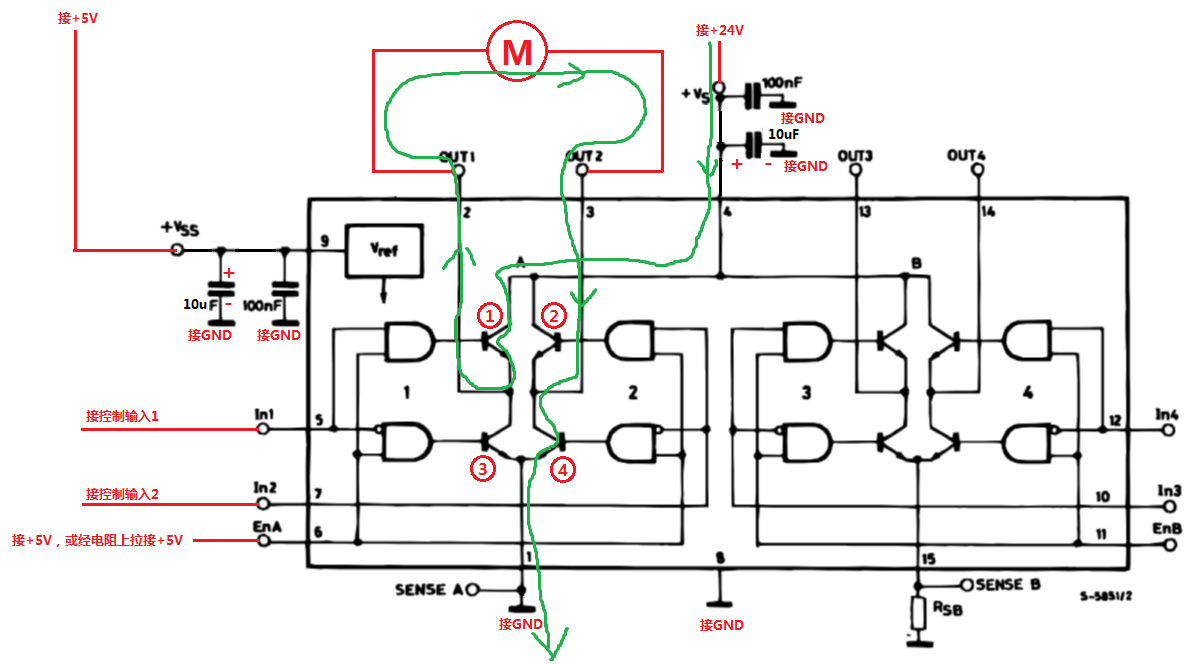 接+5V
M
接+24V
+VS
100nF
接GND
10uF
+ -
接GND
OUT1
OUT2
OUT3
OUT4
2
3
4
13
14
+VSS
9
Vref
A
B
+
10uF
-
100nF
接GND
接GND
①
②
1
2
3
4
接控制输入1
In1
5
12
In4
③
④
接控制输入2
In2
7
10
In3
接+5V，或经电阻上拉接+5V
EnA
6
11
EnB
1
8
15
SENSE A
SENSE B
S-5851/2
RSB
接GND
接GND